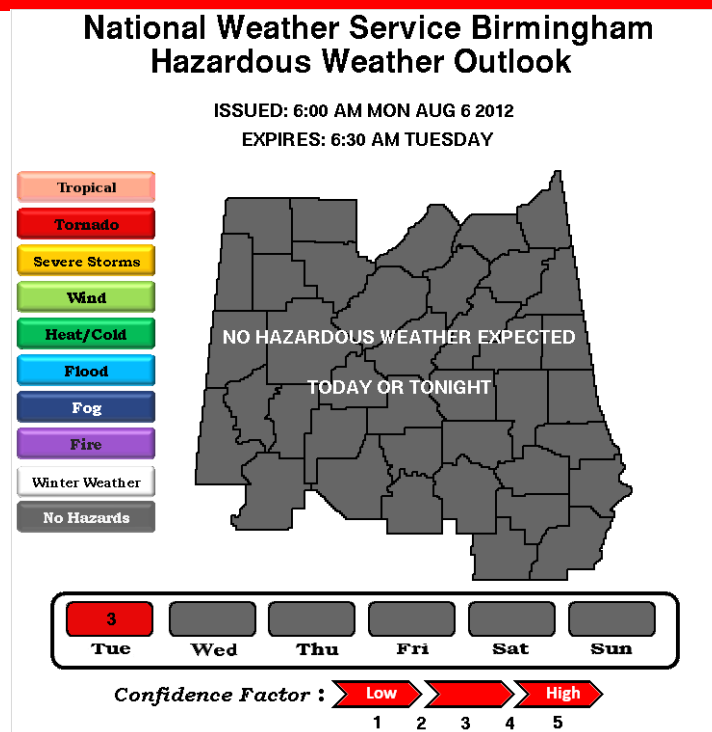 National Weather Service Birmingham
Hazardous Weather Outlook
ISSUED: 6:00 AM MON AUG 6 2012
EXPIRES: 6:30 AM TUESDAY
Tropical
Tornado
Severe Storms
Wind
Heat/Cold
Flood
Fog
Fire
Winter Weather
No Hazards
NO HAZARDOUS WEATHER EXPECTED
TODAY OR TONIGHT
3
Tue Wed Thu Fri Sat Sun
Confidence Factor : Low High
1 2 3 4 5